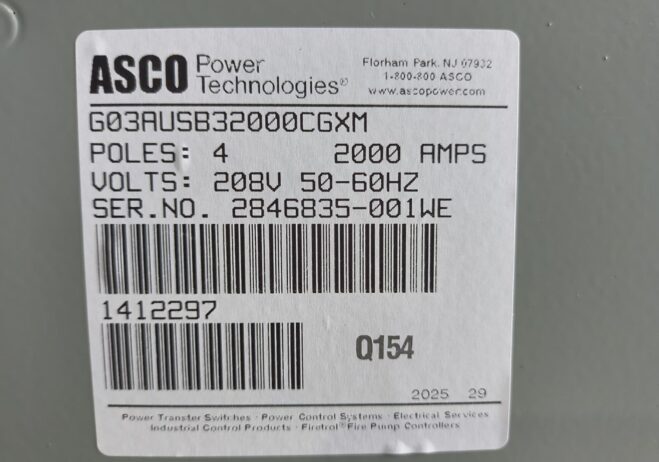 ASCO Power Technologies®
Florham Park, NJ 07932
1-800-800 ASCO
www.ascopower.com
G03AUSB32000CGXM
POLES: 4 2000 AMPS
VOLTS: 208V 50-60HZ
SER.NO. 2846835-001WE
1412297
Q154
2025 29
Power Transfer Switches · Power Control Systems · Electrical Services
Industrial Control Products · Firetrol® Fire Pump Controllers